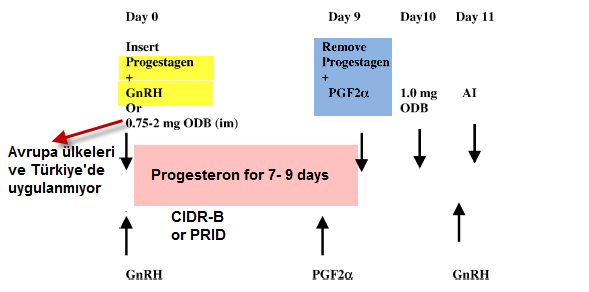 Day 0 Day 9 Day10 Day 11
Insert
Progestagen
+
GnRH
Or
0.75-2 mg ODB (im)
Remove
Progestagen
+
PGF2α
1.0 mg
ODB
AI
Avrupa ülkeleri
ve Türkiye'de
uygulanmıyor
Progesteron for 7- 9 days
CIDR-B
or PRID
GnRH PGF2α GnRH